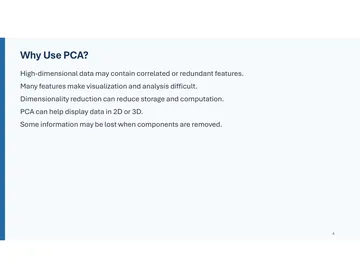 Why Use PCA?
High-dimensional data may contain correlated or redundant features.
Many features make visualization and analysis difficult.
Dimensionality reduction can reduce storage and computation.
PCA can help display data in 2D or 3D.
Some information may be lost when components are removed.